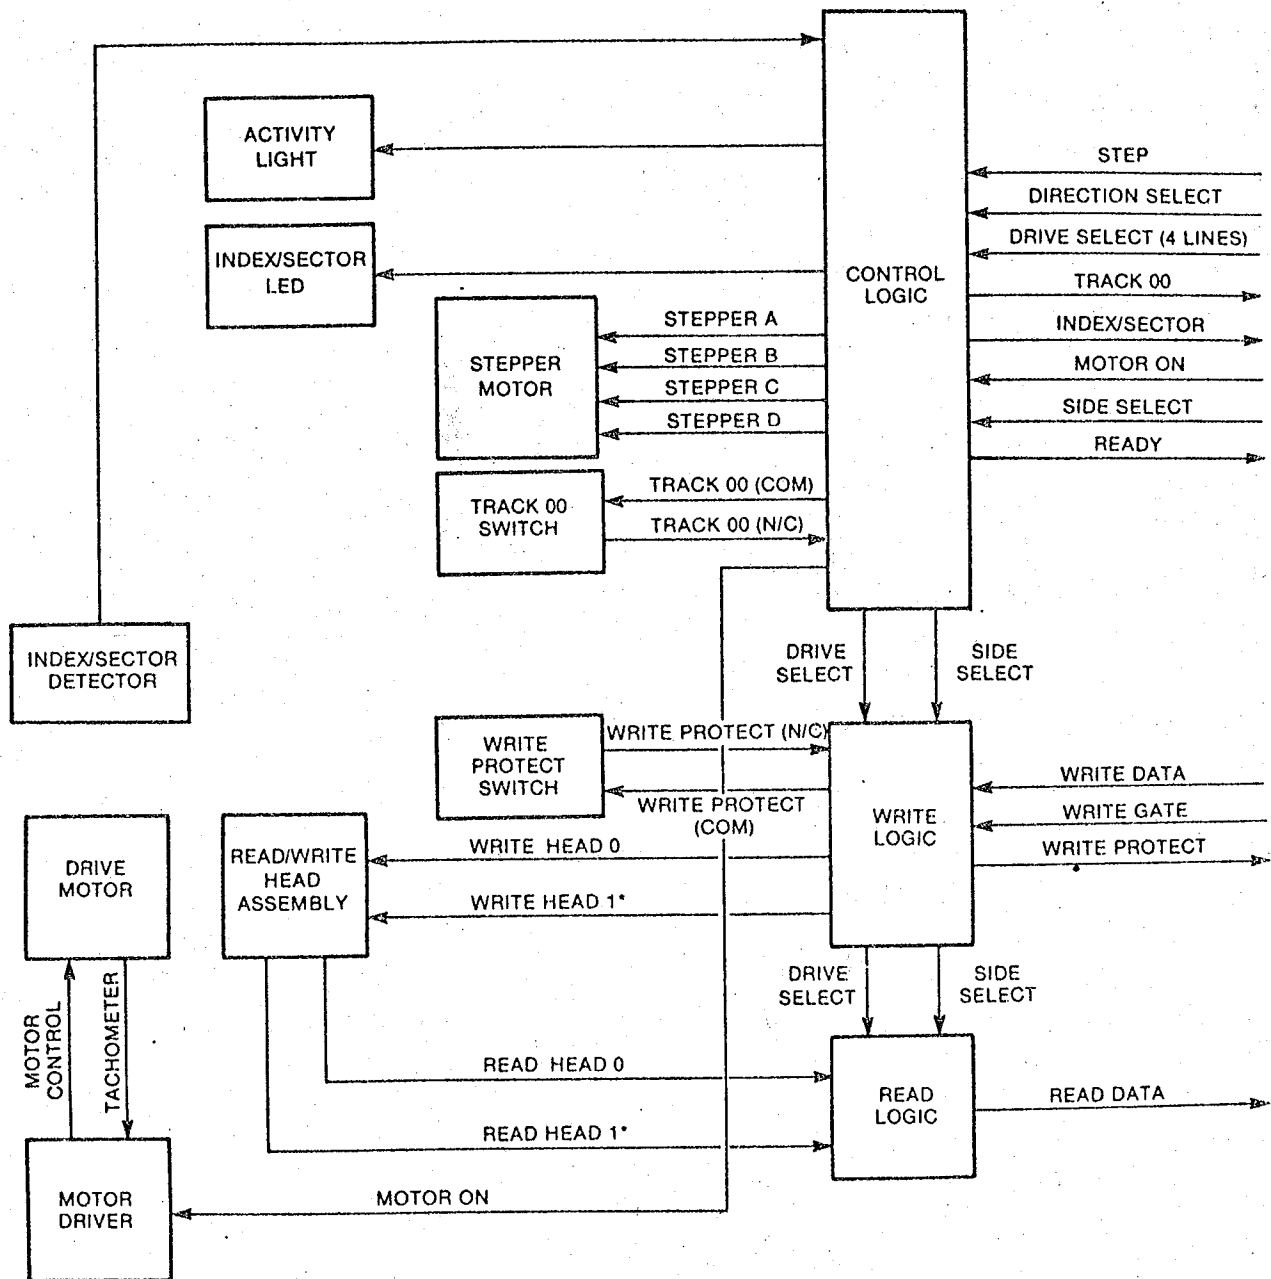 ACTIVITY
LIGHT
STEP
DIRECTION SELECT
DRIVE SELECT (4 LINES)
INDEX/SECTOR
LED
CONTROL
LOGIC
TRACK 00
INDEX/SECTOR
MOTOR ON
SIDE SELECT
READY
STEPPER
MOTOR
STEPPER A
STEPPER B
STEPPER C
STEPPER D
TRACK 00
SWITCH
TRACK 00 (COM)
TRACK 00 (N/C)
INDEX/SECTOR
DETECTOR
DRIVE
SELECT
SIDE
SELECT
WRITE
PROTECT
SWITCH
WRITE PROTECT (N/C)
WRITE PROTECT
(COM)
WRITE
LOGIC
WRITE DATA
WRITE GATE
WRITE PROTECT
DRIVE
MOTOR
READ/WRITE
HEAD
ASSEMBLY
WRITE HEAD 0
WRITE HEAD 1*
DRIVE
SELECT
SIDE
SELECT
MOTOR
CONTROL
TACHOMETER
READ HEAD 0
READ HEAD 1*
READ
LOGIC
READ DATA
MOTOR
DRIVER
MOTOR ON